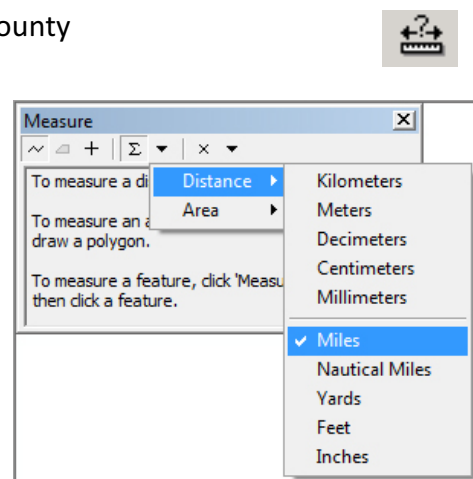 ounty
Measure
Σ
To measure a di
To measure an a
draw a polygon.
To measure a feature, click 'Measu
then click a feature.
Distance
Area
Kilometers
Meters
Decimeters
Centimeters
Millimeters
Miles
Nautical Miles
Yards
Feet
Inches